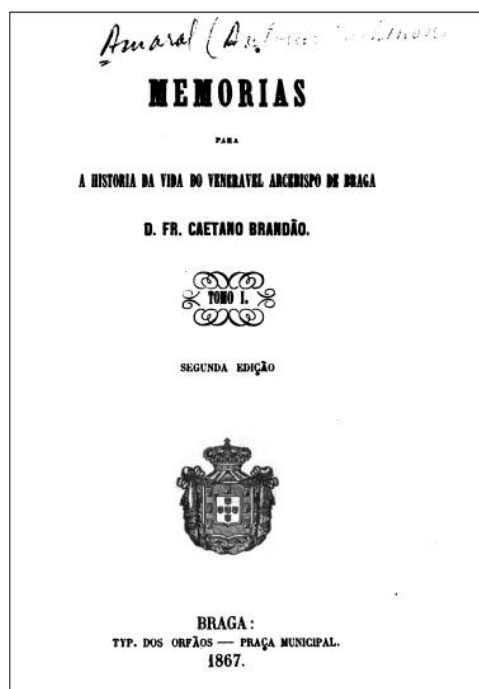 Amaral (
MEMORIAS
PARA
A HISTORIA DA VIDA DO VENERAVEL ARCEBISPO DE BRAGA
D. FR. CAETANO BRANDÃO.
TOMO I.
SEGUNDA EDIÇÃO
BRAGA:
TYP. DOS ORFÃOS — PRAÇA MUNICIPAL.
1867.